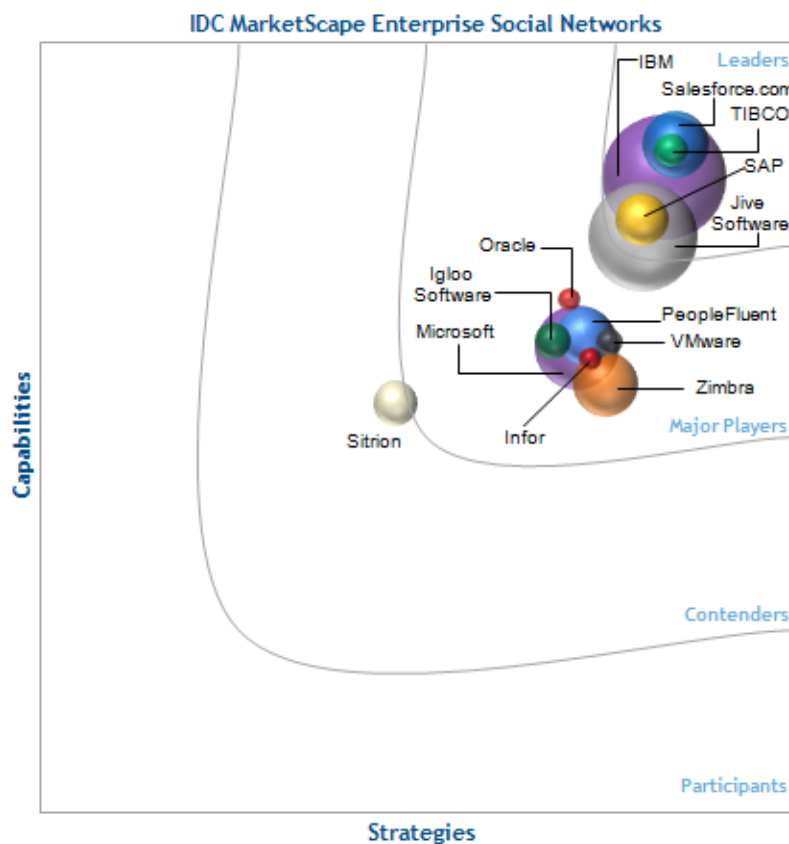 IDC MarketScape Enterprise Social Networks
IBM
Leaders
Salesforce.com
TIBCO
SAP
Jive
Software
Oracle
Igloo
Software
PeopleFluent
Microsoft
VMware
Zimbra
Major Players
Infor
Sitrion
Capabilities
Contenders
Participants
Strategies